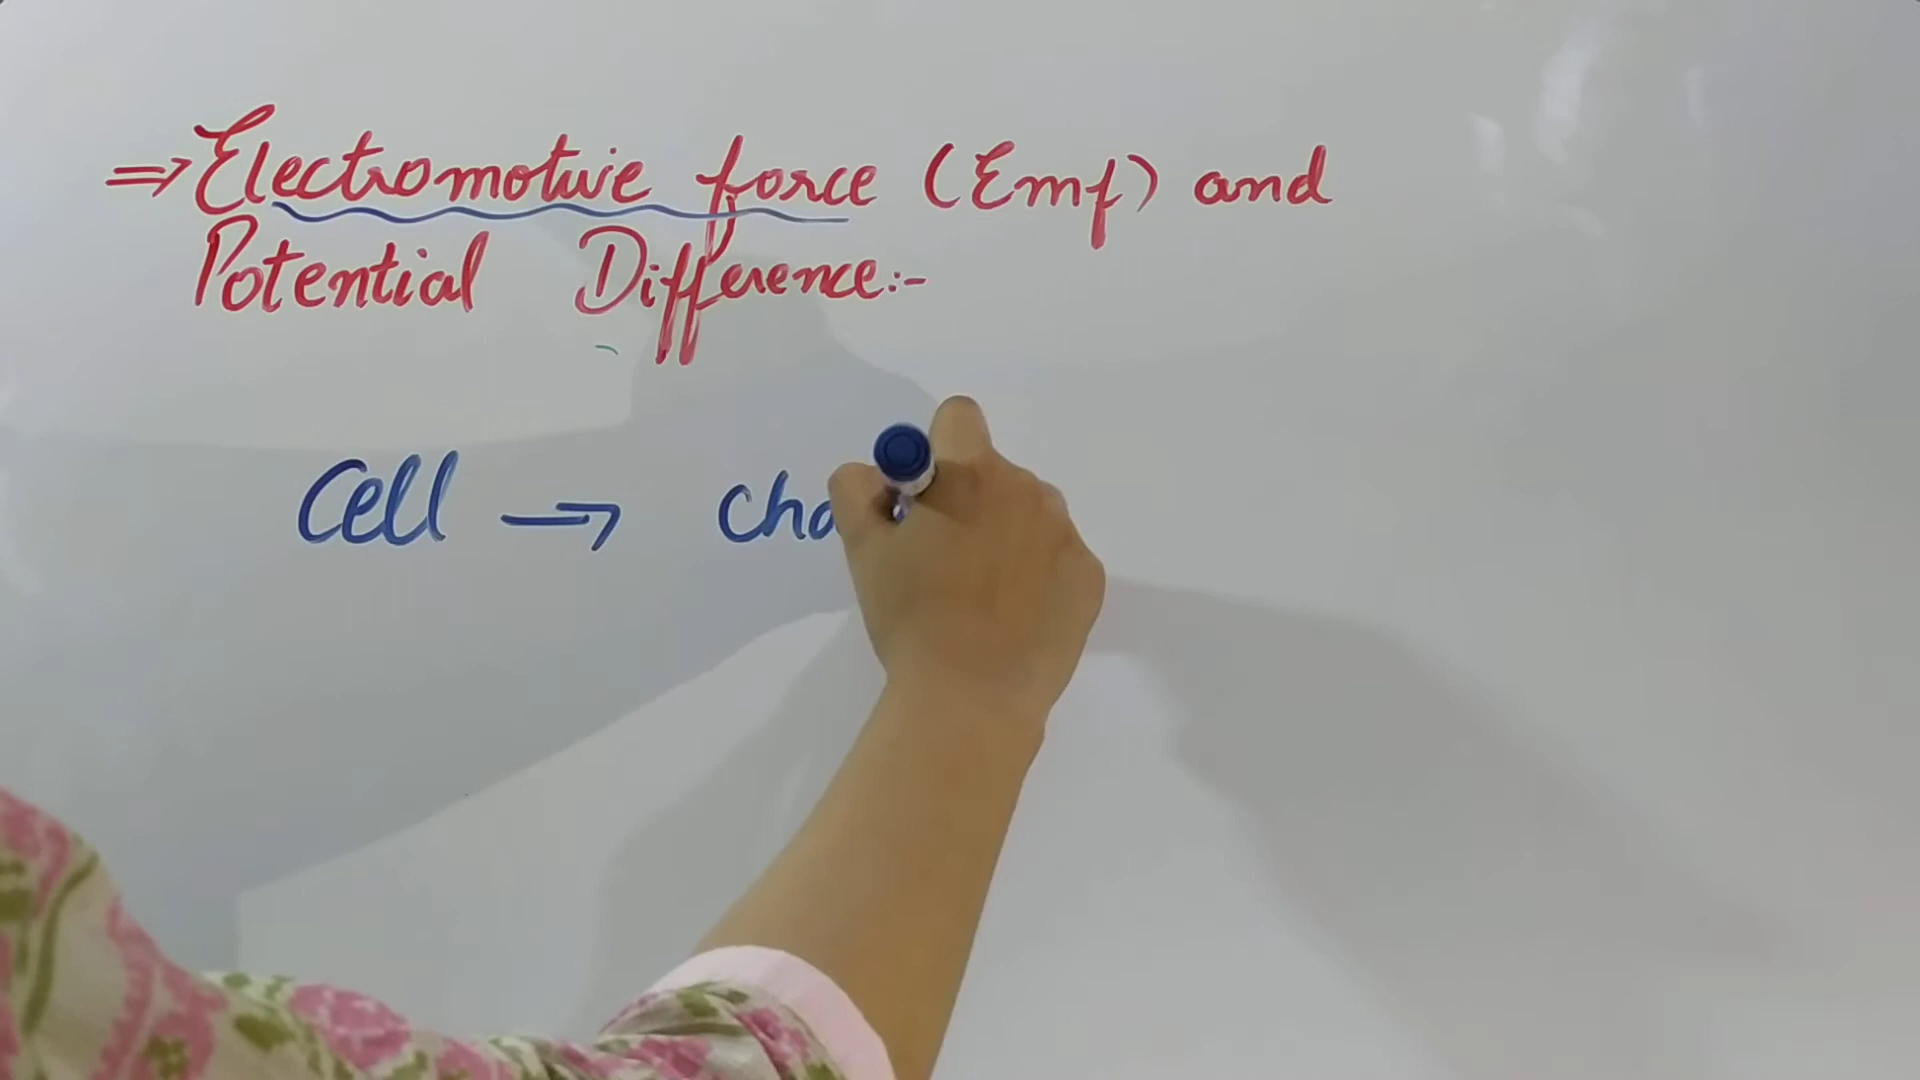 ⇒ Electromotive force (Emf) and
Potential Difference:-
Cell → Cha